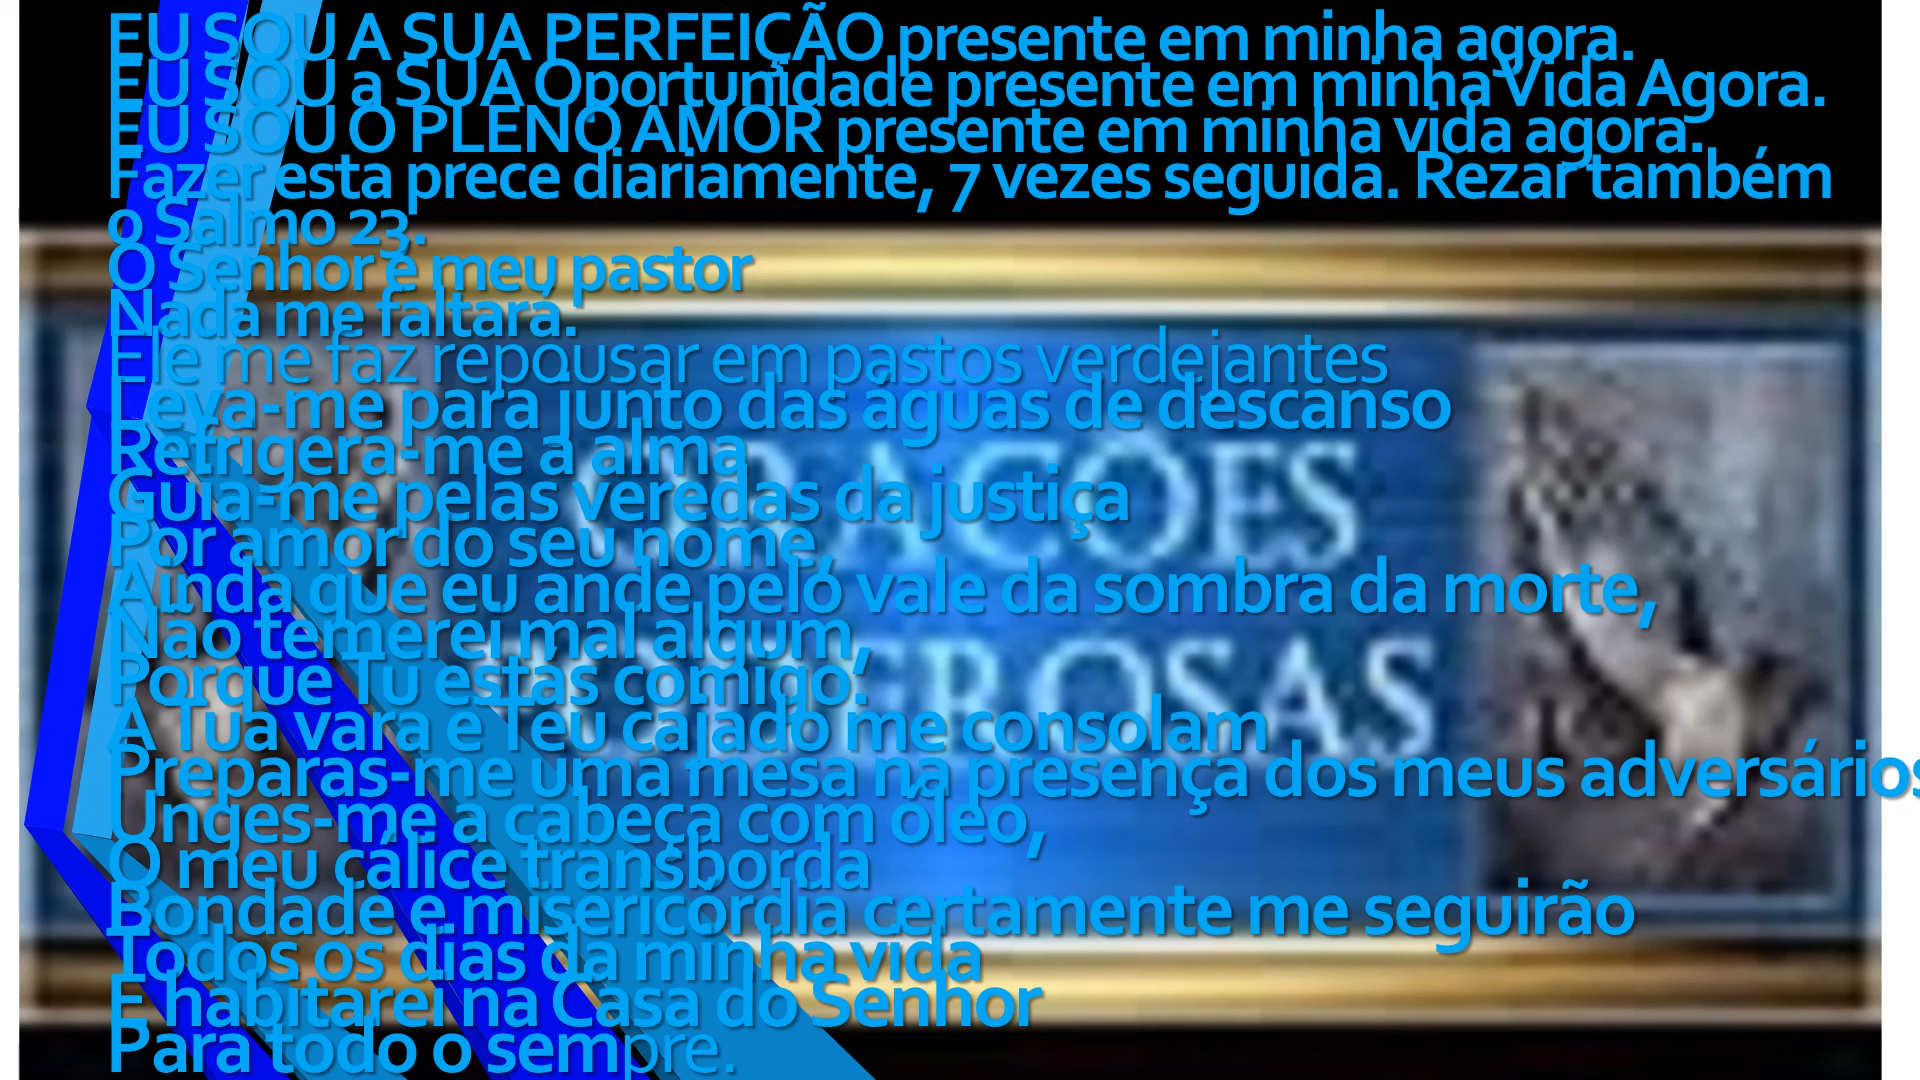 EU SOU A SUA PERFEIÇÃO presente em minha agora.
EU SOU a SUA Oportunidade presente em minha Vida Agora.
EU SOU O PLENO AMOR presente em minha vida agora.
Fazer esta prece diariamente, 7 vezes seguida. Rezar também
o Salmo 23.
O Senhor é meu pastor
Nada me faltará.
Ele me faz repousar em pastos verdejantes
Leva-me para junto das águas de descanso
Refrigera-me a alma
Guia-me pelas veredas da justiça
Por amor do seu nome,
Ainda que eu ande pelo vale da sombra da morte,
Não temerei mal algum,
Porque Tu estás comigo:
A Tua vara e Teu cajado me consolam
Preparas-me uma mesa na presença dos meus adversários
Unges-me a cabeça com óleo,
O meu cálice transborda
Bondade e misericórdia certamente me seguirão
Todos os dias da minha vida
E habitarei na Casa do Senhor
Para todo o sempre.
ORAÇÕES
PODEROSAS